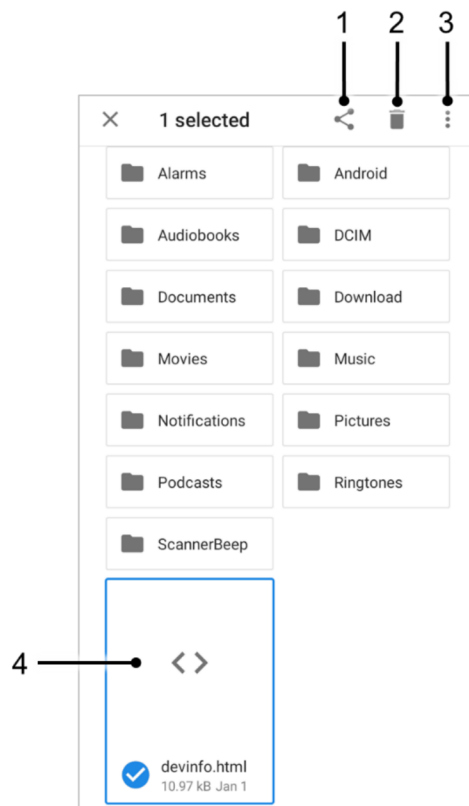 1 2 3
1 selected
Alarms Android
Audiobooks DCIM
Documents Download
Movies Music
Notifications Pictures
Podcasts Ringtones
ScannerBeep
4
devinfo.html
10.97 kB Jan 1